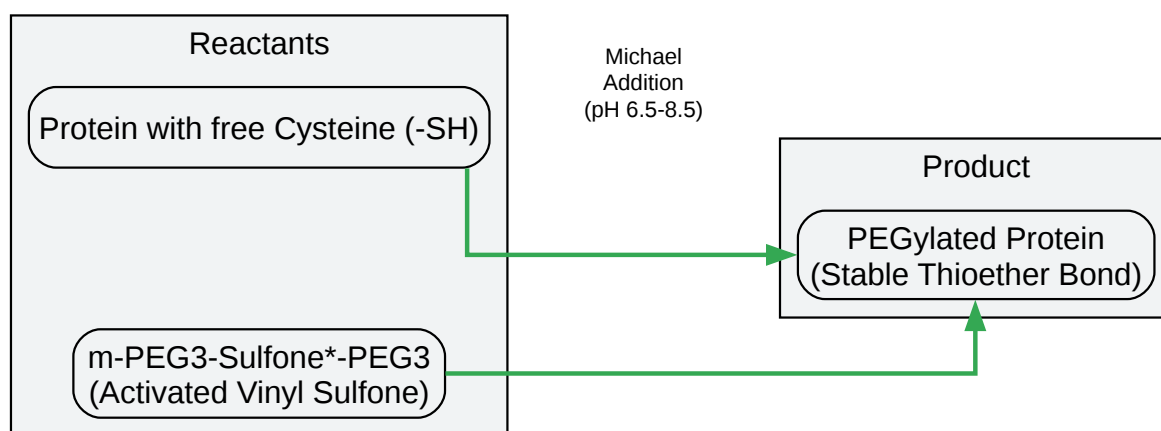 Reactants
Protein with free Cysteine (-SH)
m-PEG3-Sulfone*-PEG3
(Activated Vinyl Sulfone)
Michael
Addition
(pH 6.5-8.5)
Product
PEGylated Protein
(Stable Thioether Bond)